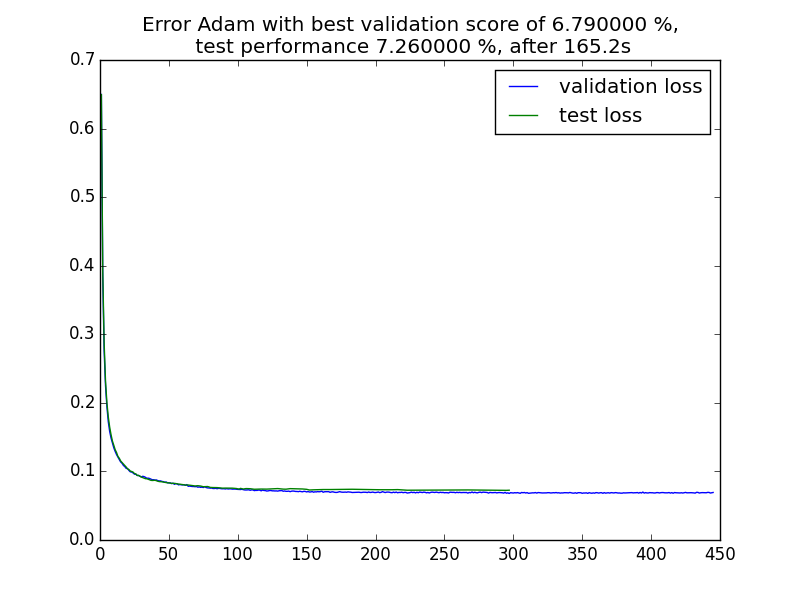 Error Adam with best validation score of 6.790000 %,
test performance 7.260000 %, after 165.2s
validation loss
test loss
0.7
0.6
0.5
0.4
0.3
0.2
0.1
0.0
0 50 100 150 200 250 300 350 400 450